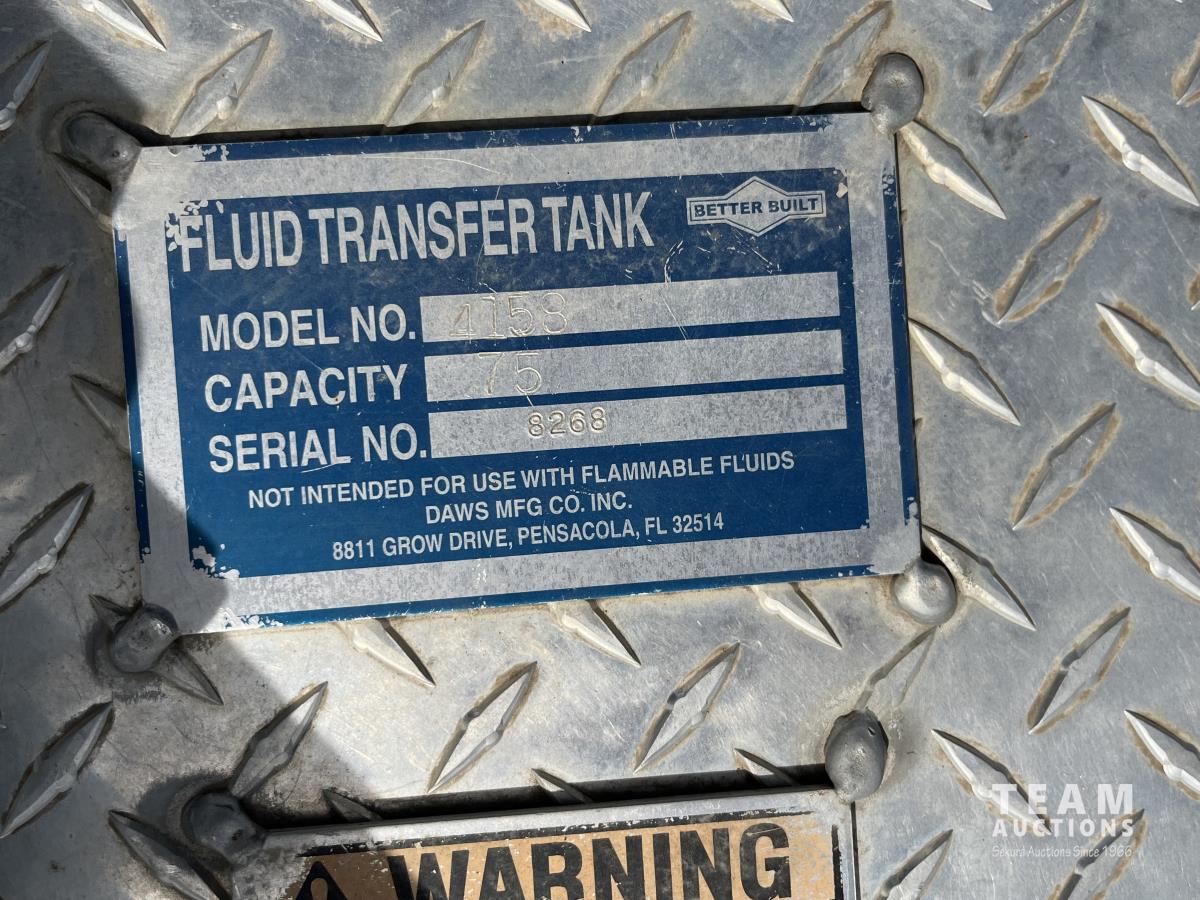 FLUID TRANSFER TANK
BETTER BUILT
MODEL NO. 4158
CAPACITY 75
SERIAL NO. 8268
NOT INTENDED FOR USE WITH FLAMMABLE FLUIDS
DAWS MFG CO. INC.
8811 GROW DRIVE, PENSACOLA, FL 32514
WARNING
TEAM
AUCTIONS
Sekura Auctions Since 1966